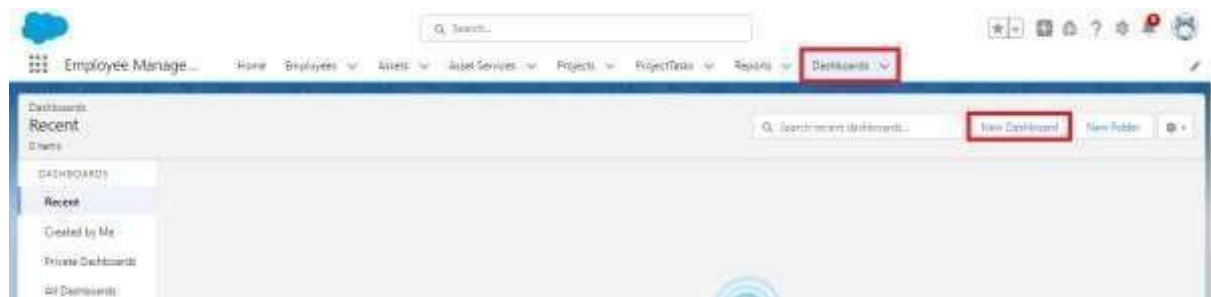 Search...
Employee Manage... Home Employees Assets Asset Services Projects ProjectTasks Reports Dashboards
Dashboards
Recent
0 items
Search recent dashboards...
New Dashboard New Folder
DASHBOARDS
Recent
Created by Me
Private Dashboards
All Dashboards